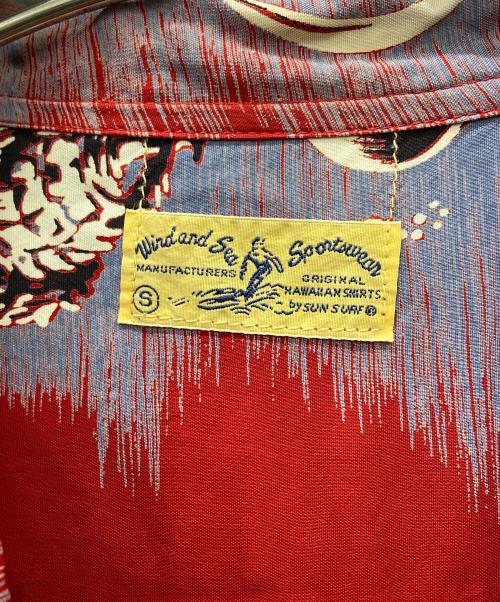 Wind and Sea Sportswear
MANUFACTURERS
ORIGINAL
HAWAIIAN SHIRTS
S
by SUN SURF®